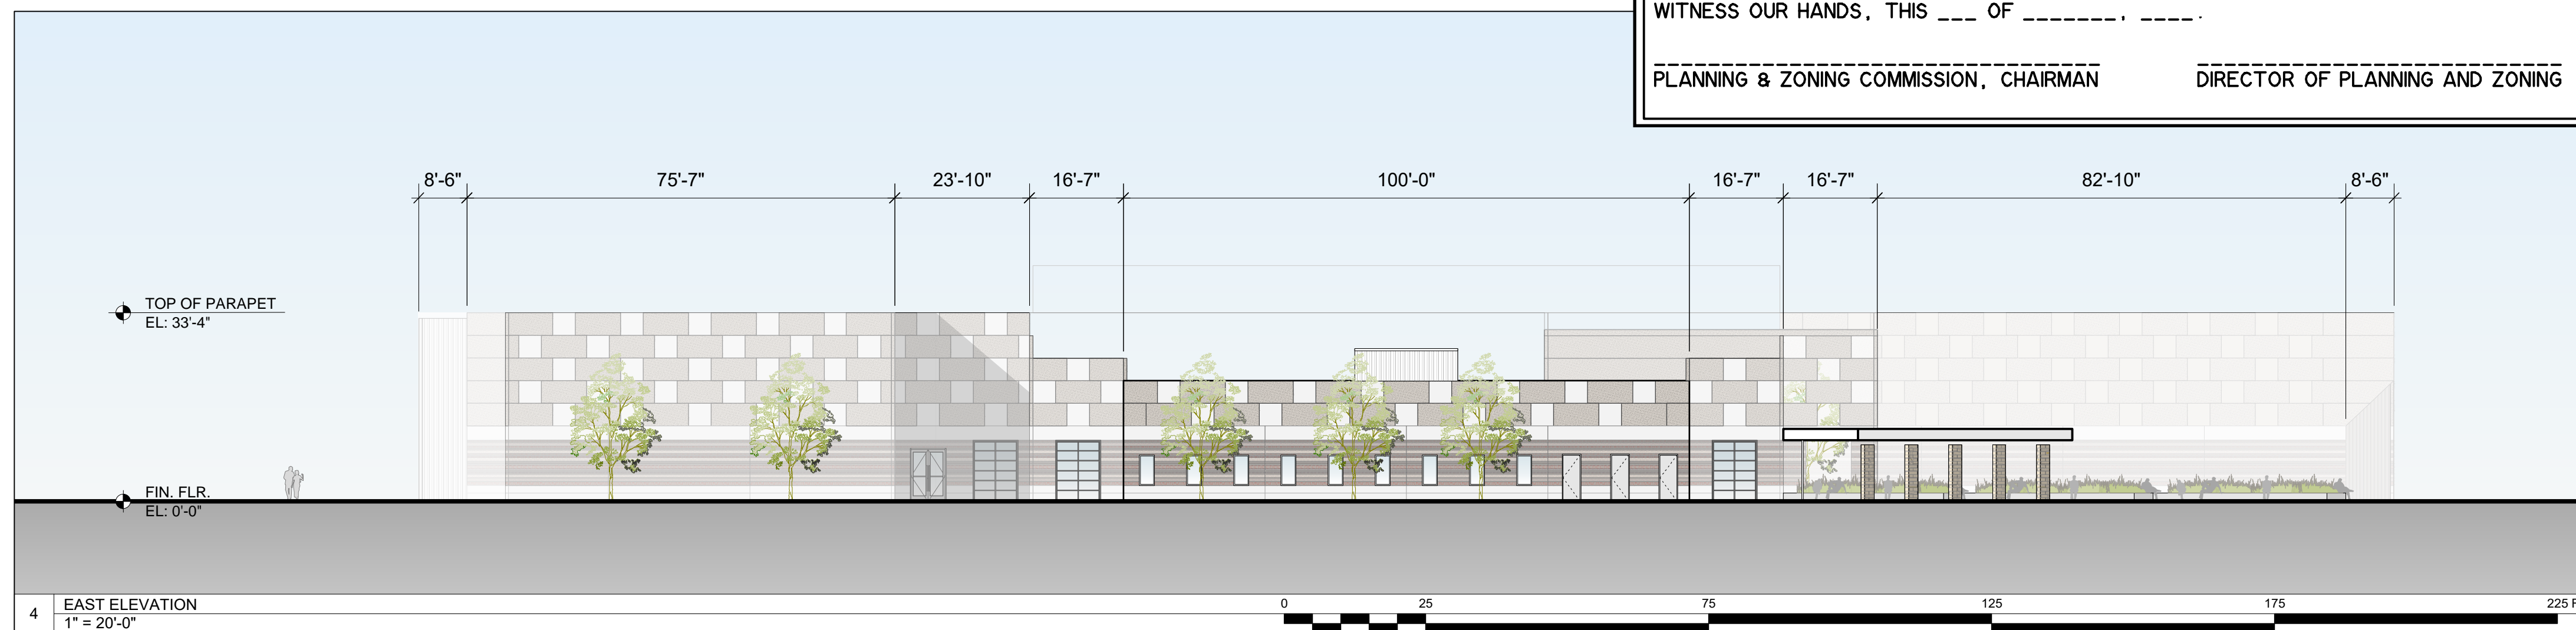 WITNESS OUR HANDS, THIS ___ OF _______, ____.
PLANNING & ZONING COMMISSION, CHAIRMAN
DIRECTOR OF PLANNING AND ZONING
8'-6"
75'-7"
23'-10"
16'-7"
100'-0"
16'-7"
16'-7"
82'-10"
8'-6"
TOP OF PARAPET
EL: 33'-4"
FIN. FLR.
EL: 0'-0"
4
EAST ELEVATION
1" = 20'-0"
0
25
75
125
175
225 F